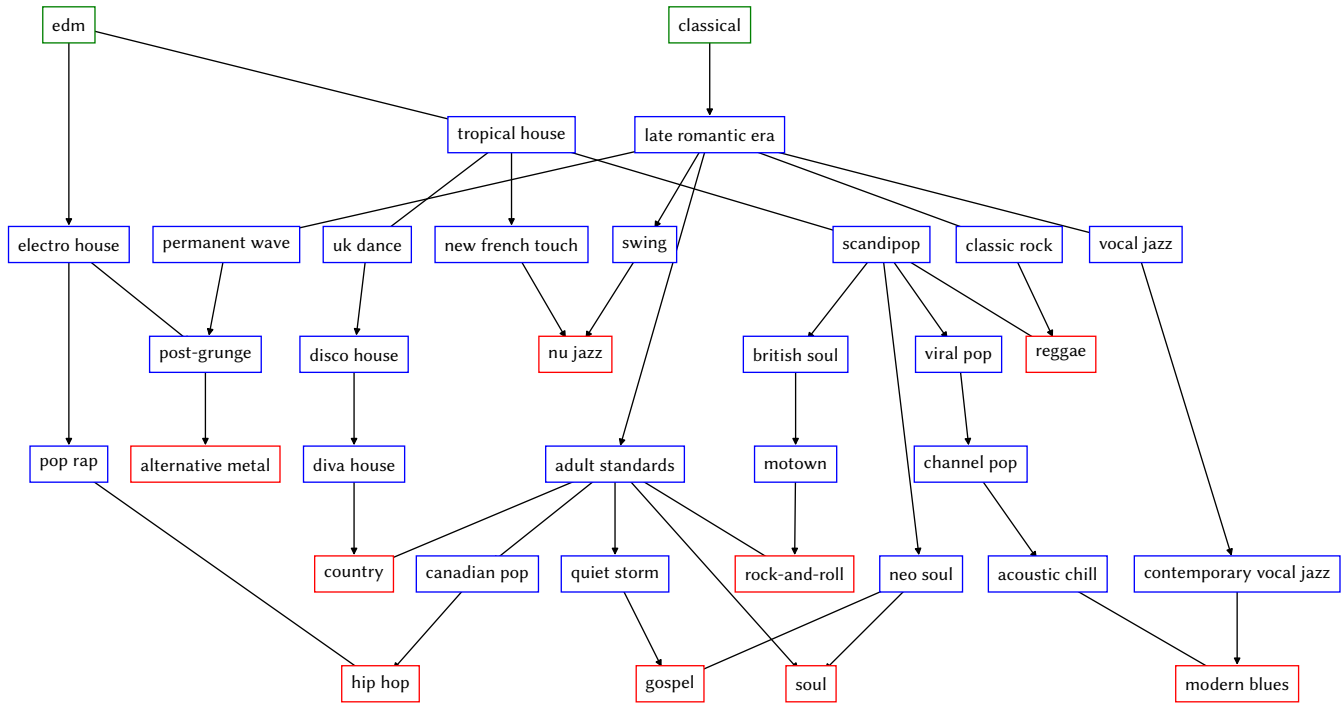 edm
classical
tropical house
late romantic era
electro house
permanent wave
uk dance
new french touch
swing
scandipop
classic rock
vocal jazz
post-grunge
disco house
nu jazz
british soul
viral pop
reggae
pop rap
alternative metal
diva house
adult standards
motown
channel pop
country
canadian pop
quiet storm
rock-and-roll
neo soul
acoustic chill
contemporary vocal jazz
hip hop
gospel
soul
modern blues